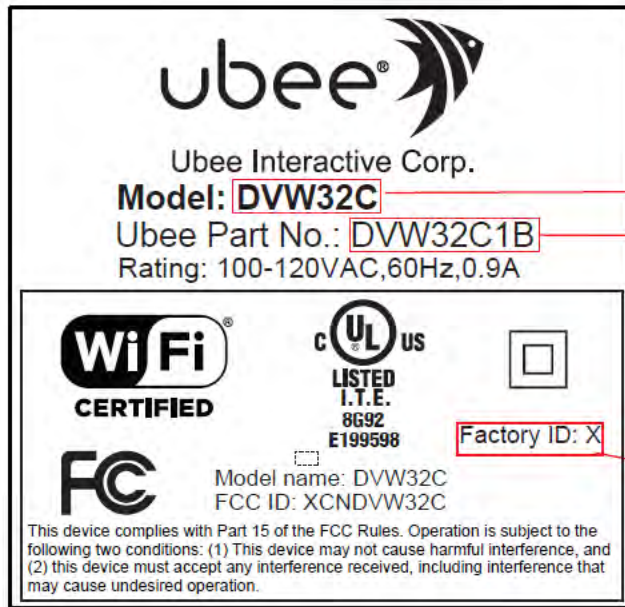 ubee®
Ubee Interactive Corp.
Model: DVW32C
Ubee Part No.: DVW32C1B
Rating: 100-120VAC,60Hz,0.9A
Wi Fi ®
CERTIFIED
C UL ® US
LISTED
I.T.E.
8G92
E199598
Factory ID: X
FC
Model name: DVW32C
FCC ID: XCNDVW32C
This device complies with Part 15 of the FCC Rules. Operation is subject to the
following two conditions: (1) This device may not cause harmful interference, and
(2) this device must accept any interference received, including interference that
may cause undesired operation.